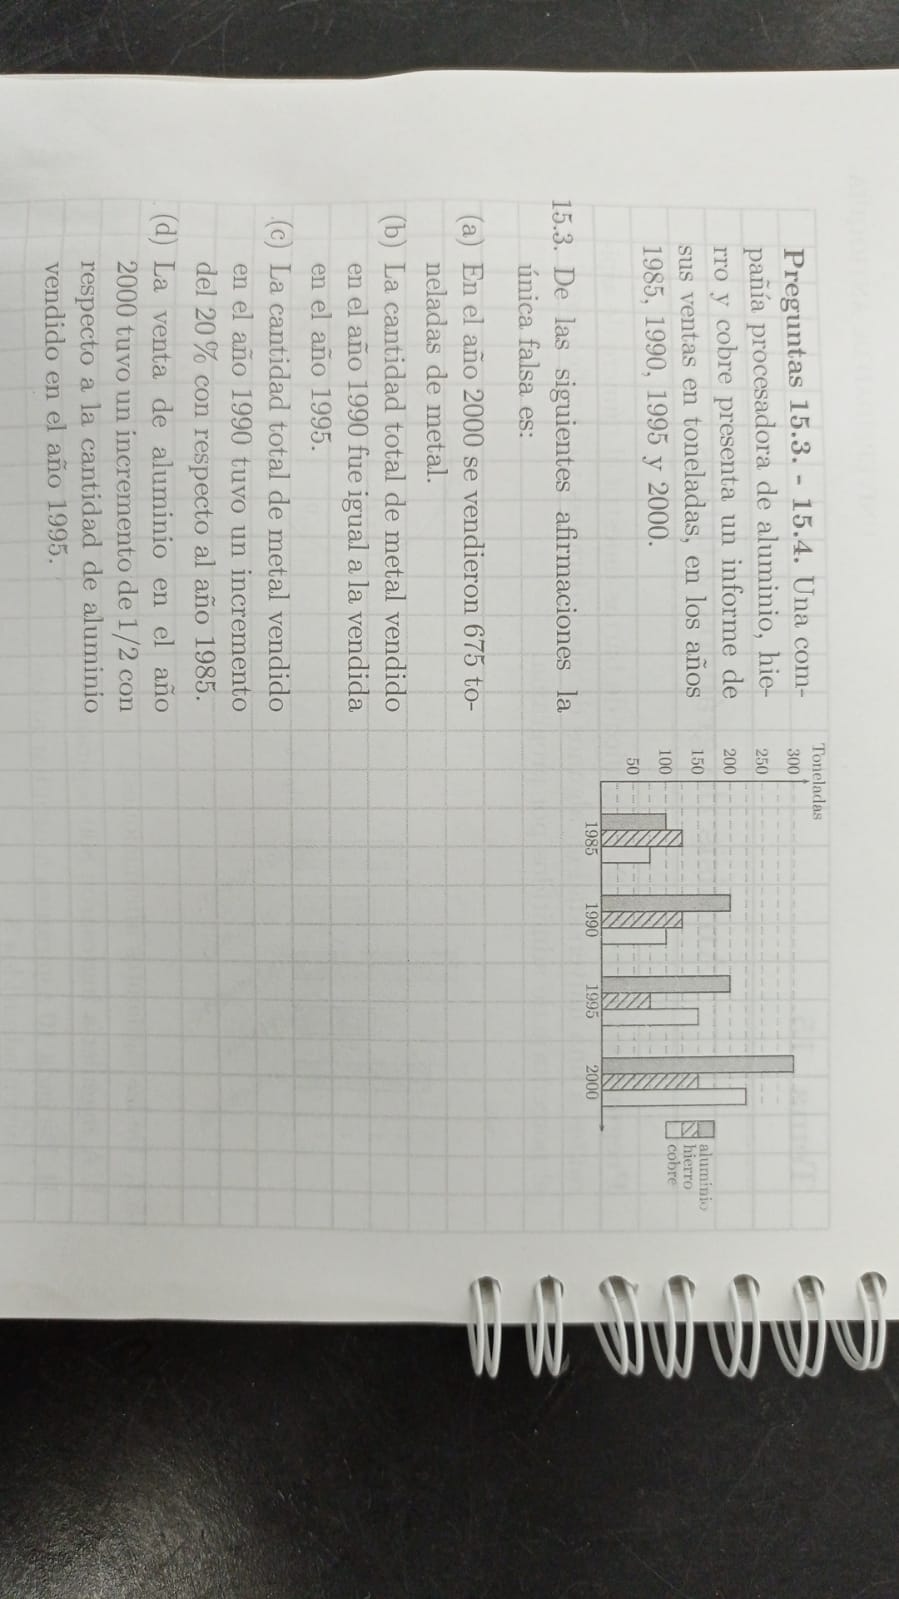 Preguntas 15.3. - 15.4. Una com-
pañía procesadora de aluminio, hie-
rro y cobre presenta un informe de
sus ventas en toneladas, en los años
1985, 1990, 1995 y 2000.
Toneladas
300
250
200
150
100
50
1985 1990 1995 2000
aluminio
hierro
cobre
15.3. De las siguientes afirmaciones la
única falsa es:
(a) En el año 2000 se vendieron 675 to-
neladas de metal.
(b) La cantidad total de metal vendido
en el año 1990 fue igual a la vendida
en el año 1995.
(c) La cantidad total de metal vendido
en el año 1990 tuvo un incremento
del 20% con respecto al año 1985.
(d) La venta de aluminio en el año
2000 tuvo un incremento de 1/2 con
respecto a la cantidad de aluminio
vendido en el año 1995.